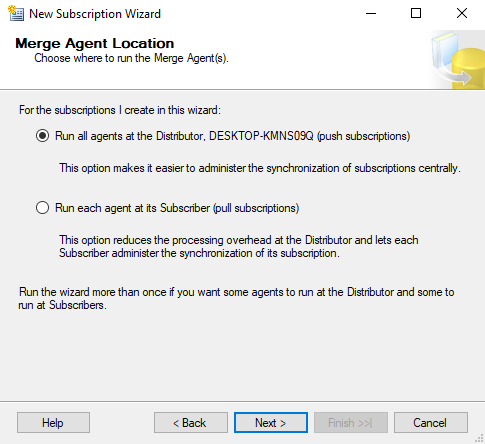 New Subscription Wizard
Merge Agent Location
Choose where to run the Merge Agent(s).
For the subscriptions I create in this wizard:
Run all agents at the Distributor, DESKTOP-KMNS09Q (push subscriptions)
This option makes it easier to administer the synchronization of subscriptions centrally.
Run each agent at its Subscriber (pull subscriptions)
This option reduces the processing overhead at the Distributor and lets each
Subscriber administer the synchronization of its subscription.
Run the wizard more than once if you want some agents to run at the Distributor and some to
run at Subscribers.
Help
< Back
Next >
Finish >>|
Cancel